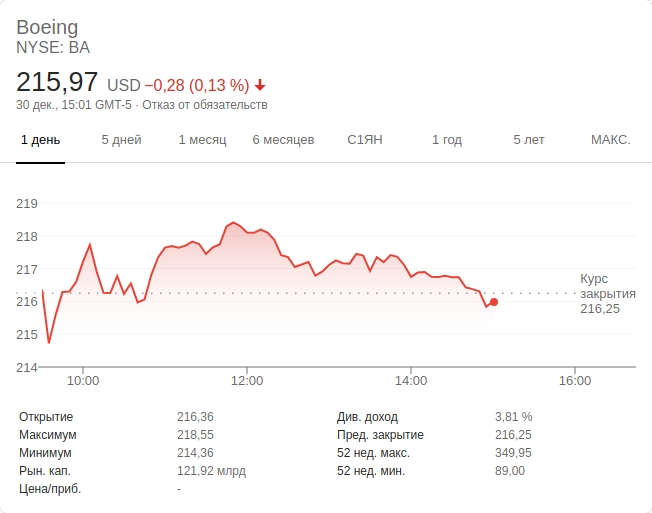 Boeing
NYSE: BA
215,97 USD −0,28 (0,13 %)
30 дек., 15:01 GMT-5 · Отказ от обязательств
1 день 5 дней 1 месяц 6 месяцев С1ЯН 1 год 5 лет МАКС.
219
218
217
216
215
214
Курс
закрытия
216,25
10:00 12:00 14:00 16:00
Открытие 216,36 Див. доход 3,81 %
Максимум 218,55 Пред. закрытие 216,25
Минимум 214,36 52 нед. макс. 349,95
Рын. кап. 121,92 млрд 52 нед. мин. 89,00
Цена/приб. -